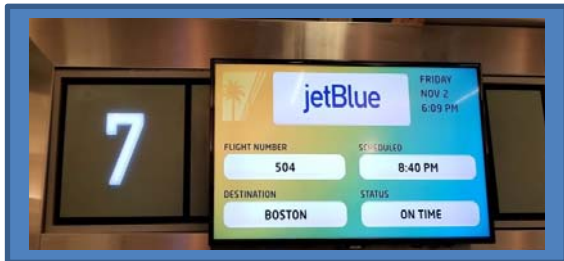 7
jetBlue
FRIDAY
NOV 2
6:09 PM
FLIGHT NUMBER
504
SCHEDULED
8:40 PM
DESTINATION
BOSTON
STATUS
ON TIME